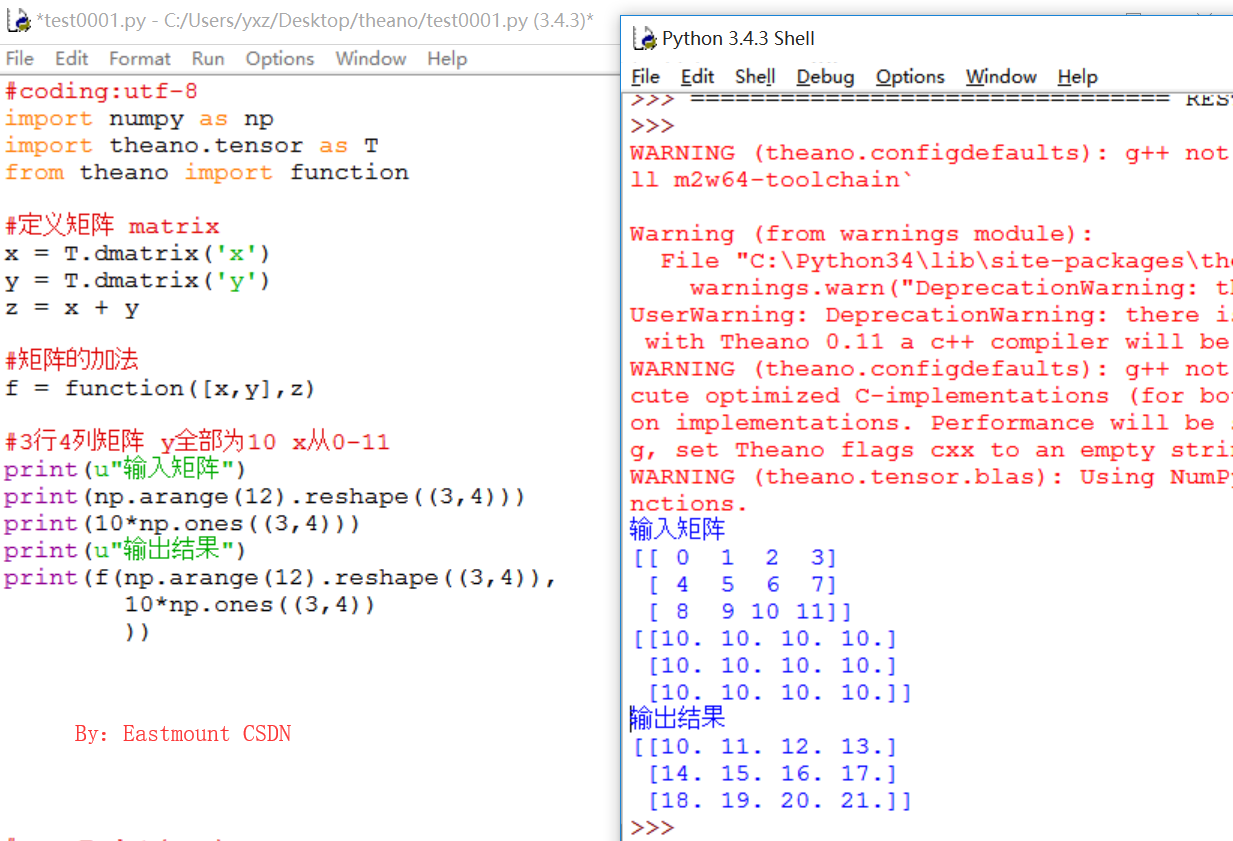 *test0001.py - C:/Users/yxz/Desktop/theano/test0001.py (3.4.3)*
File Edit Format Run Options Window Help
#coding:utf-8
import numpy as np
import theano.tensor as T
from theano import function
#定义矩阵 matrix
x = T.dmatrix('x')
y = T.dmatrix('y')
z = x + y
#矩阵的加法
f = function([x,y],z)
#3行4列矩阵 y全部为10 x从0-11
print(u"输入矩阵")
print(np.arange(12).reshape((3,4)))
print(10*np.ones((3,4)))
print(u"输出结果")
print(f(np.arange(12).reshape((3,4)),
10*np.ones((3,4))
))
By: Eastmount CSDN
Python 3.4.3 Shell
File Edit Shell Debug Options Window Help
>>> ================================ RES
>>>
WARNING (theano.configdefaults): g++ not
ll m2w64-toolchain`
Warning (from warnings module):
File "C:\Python34\lib\site-packages\the
warnings.warn("DeprecationWarning: th
UserWarning: DeprecationWarning: there i
with Theano 0.11 a c++ compiler will be
WARNING (theano.configdefaults): g++ not
cute optimized C-implementations (for bo
on implementations. Performance will be
g, set Theano flags cxx to an empty stri
WARNING (theano.tensor.blas): Using NumPy
nctions.
输入矩阵
[[ 0 1 2 3]
[ 4 5 6 7]
[ 8 9 10 11]]
[[10. 10. 10. 10.]
[10. 10. 10. 10.]
[10. 10. 10. 10.]]
输出结果
[[10. 11. 12. 13.]
[14. 15. 16. 17.]
[18. 19. 20. 21.]]
>>>